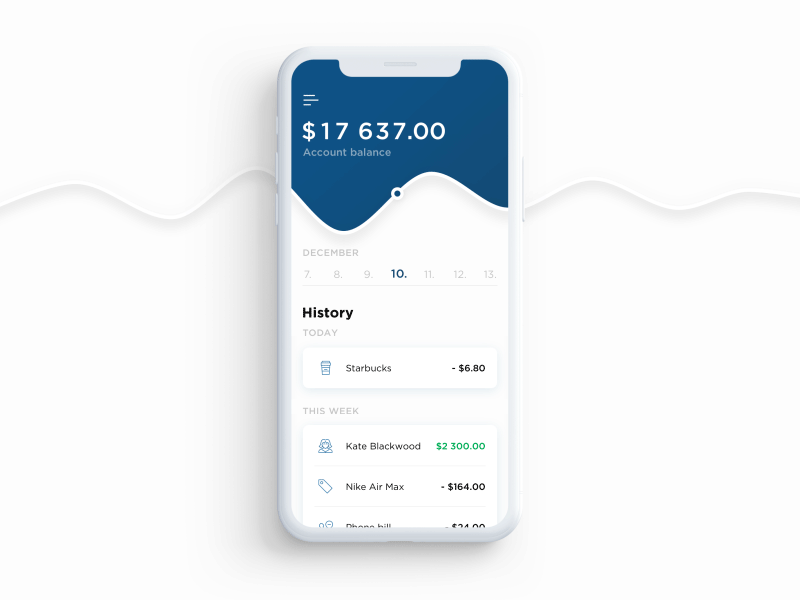 $17 637.00
Account balance
DECEMBER
7. 8. 9. 10. 11. 12. 13.
History
TODAY
Starbucks - $6.80
THIS WEEK
Kate Blackwood $2 300.00
Nike Air Max - $164.00
Phone bill - $24.00